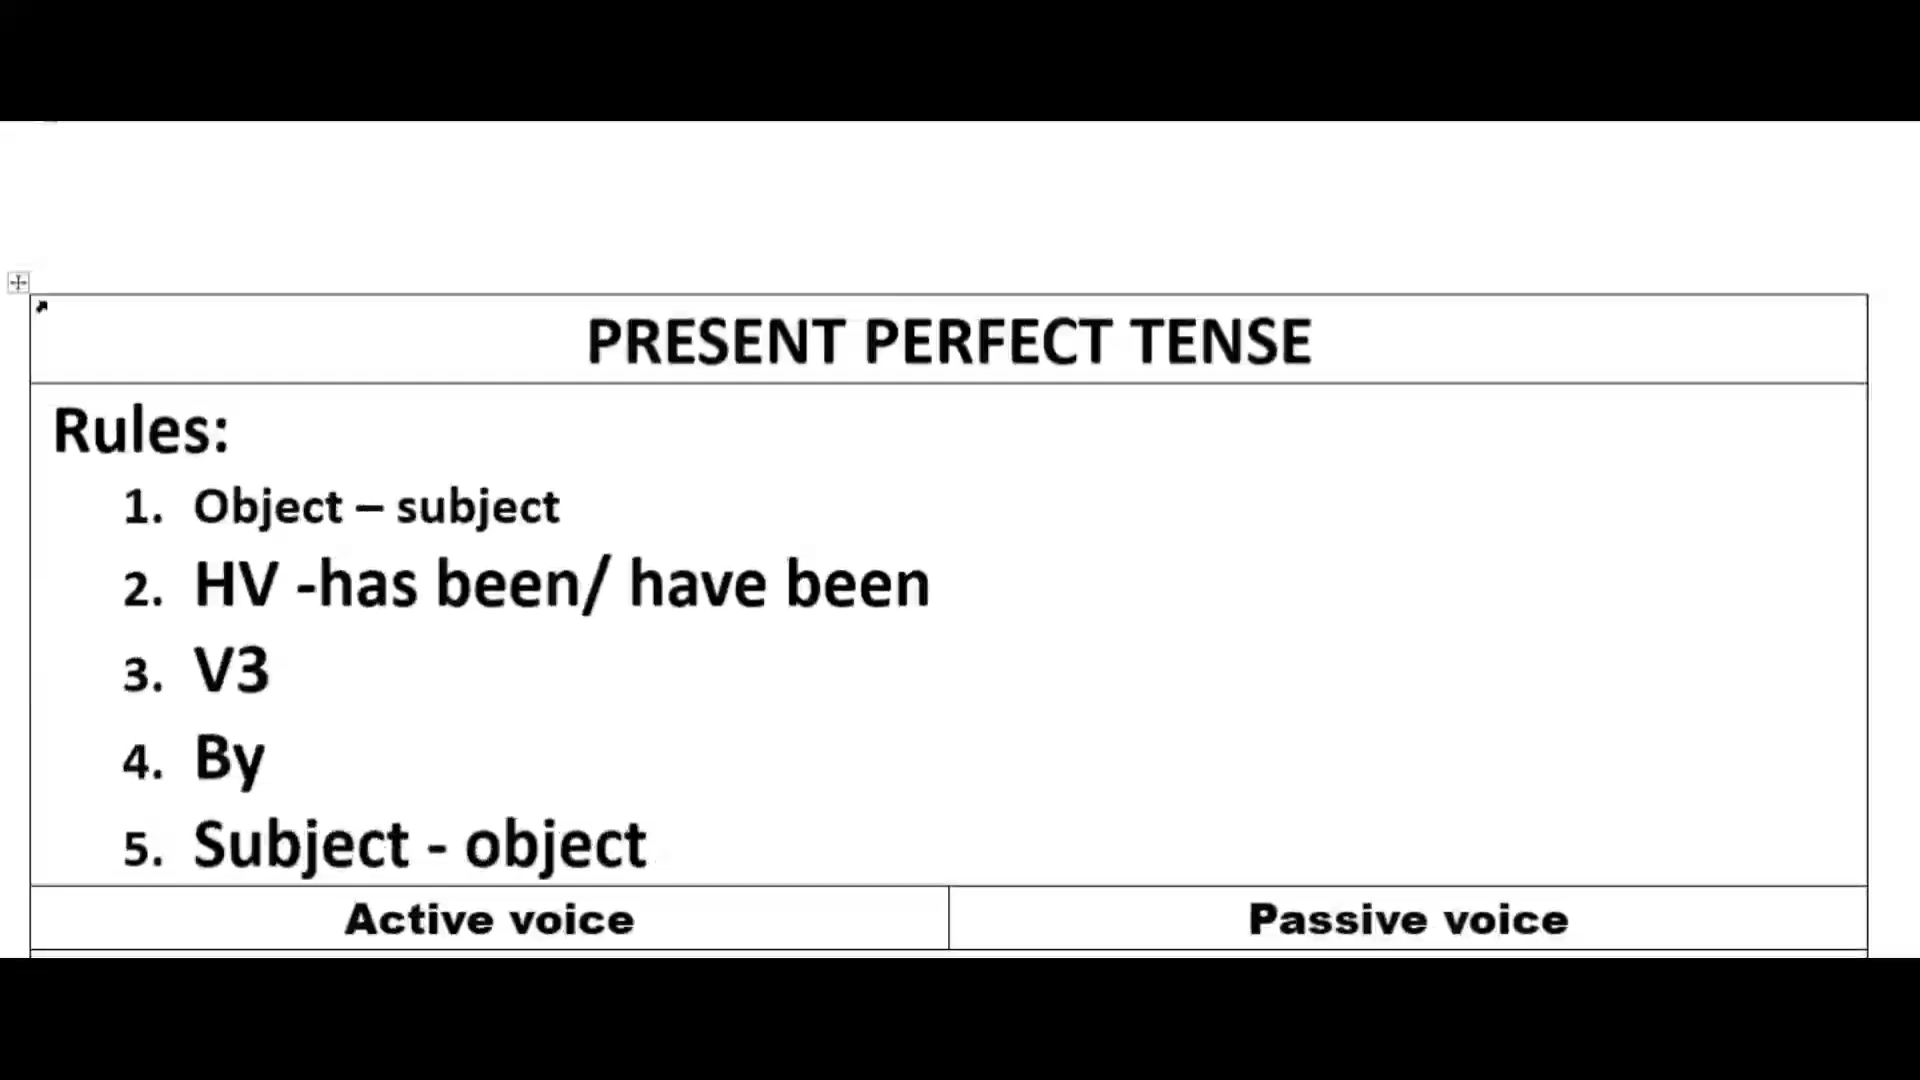 PRESENT PERFECT TENSE
Rules:
1. Object – subject
2. HV -has been/ have been
3. V3
4. By
5. Subject - object
Active voice
Passive voice